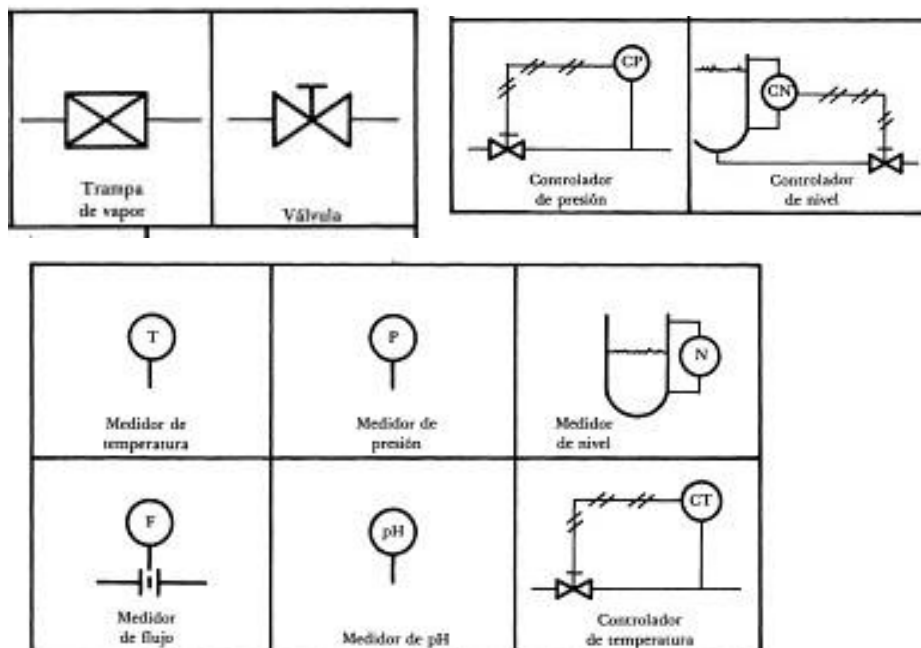 Trampa
de vapor
Válvula
CP
Controlador
de presión
CN
Controlador
de nivel
T
Medidor de
temperatura
P
Medidor de
presión
N
Medidor
de nivel
F
Medidor
de flujo
pH
Medidor de pH
CT
Controlador
de temperatura